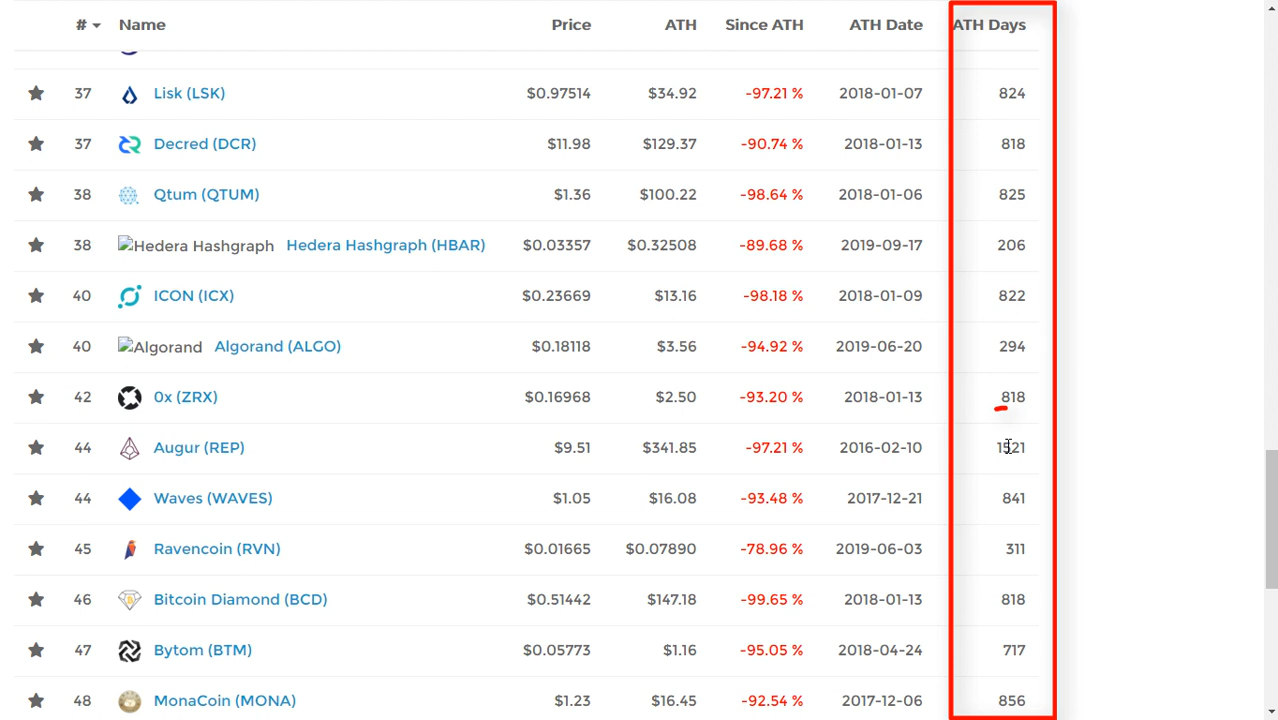 # Name Price ATH Since ATH ATH Date ATH Days
37 Lisk (LSK) $0.97514 $34.92 -97.21 % 2018-01-07 824
37 Decred (DCR) $11.98 $129.37 -90.74 % 2018-01-13 818
38 Qtum (QTUM) $1.36 $100.22 -98.64 % 2018-01-06 825
38 Hedera Hashgraph Hedera Hashgraph (HBAR) $0.03357 $0.32508 -89.68 % 2019-09-17 206
40 ICON (ICX) $0.23669 $13.16 -98.18 % 2018-01-09 822
40 Algorand Algorand (ALGO) $0.18118 $3.56 -94.92 % 2019-06-20 294
42 0x (ZRX) $0.16968 $2.50 -93.20 % 2018-01-13 818
44 Augur (REP) $9.51 $341.85 -97.21 % 2016-02-10 1521
44 Waves (WAVES) $1.05 $16.08 -93.48 % 2017-12-21 841
45 Ravencoin (RVN) $0.01665 $0.07890 -78.96 % 2019-06-03 311
46 Bitcoin Diamond (BCD) $0.51442 $147.18 -99.65 % 2018-01-13 818
47 Bytom (BTM) $0.05773 $1.16 -95.05 % 2018-04-24 717
48 MonaCoin (MONA) $1.23 $16.45 -92.54 % 2017-12-06 856